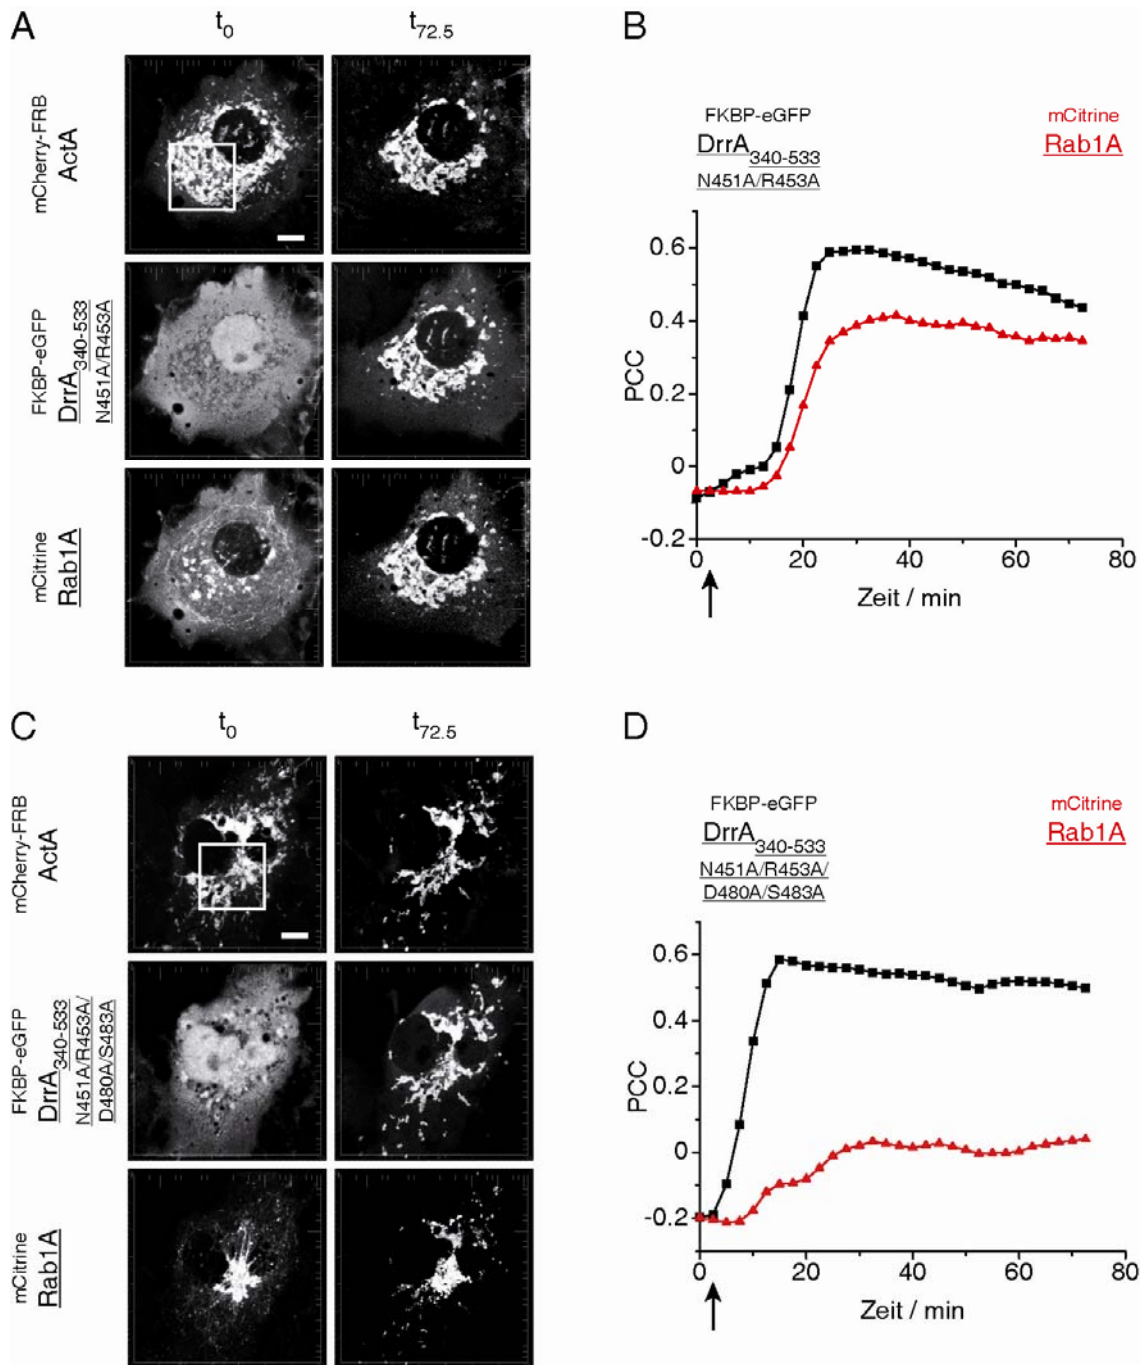 A
t0
t72.5
mCherry-FRB
ActA
FKBP-eGFP
DrrA340-533
N451A/R453A
mCitrine
Rab1A
B
FKBP-eGFP
DrrA340-533
N451A/R453A
mCitrine
Rab1A
PCC
0.6
0.4
0.2
0
-0.2
0
20
40
60
80
Zeit / min
C
t0
t72.5
mCherry-FRB
ActA
FKBP-eGFP
DrrA340-533
N451A/R453A/
D480A/S483A
mCitrine
Rab1A
D
FKBP-eGFP
DrrA340-533
N451A/R453A/
D480A/S483A
mCitrine
Rab1A
PCC
0.6
0.4
0.2
0
-0.2
0
20
40
60
80
Zeit / min